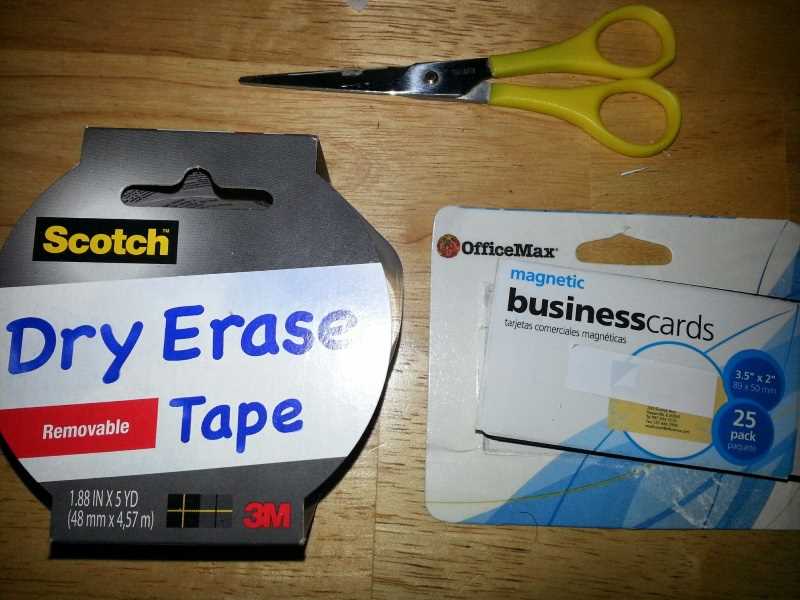 Scotch™
Dry Erase
Removable
Tape
1.88 IN X 5 YD
(48 mm x 4,57 m)
3M
OfficeMax®
magnetic
businesscards
tarjetas comerciales magnéticas
3.5" x 2"
89 x 50 mm
25
pack
paquete